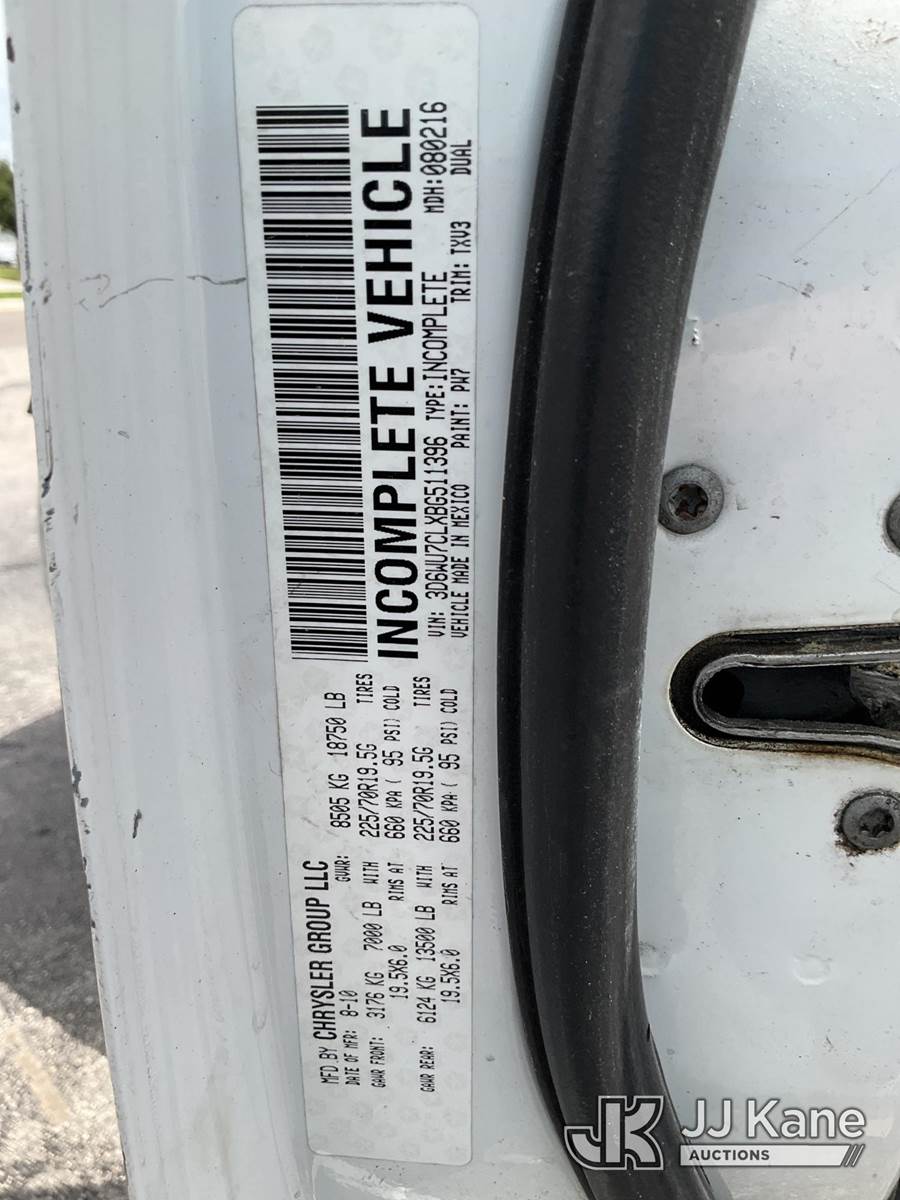 MFD BY CHRYSLER GROUP LLC
DATE OF MFR: 8-10 GVWR: 8505 KG 18750 LB
GAWR FRONT: 3176 KG 7000 LB WITH 225/70R19.5G TIRES
19.5X6.0 RIMS AT 660 KPA ( 95 PSI) COLD
GAWR REAR: 6124 KG 13500 LB WITH 225/70R19.5G TIRES
19.5X6.0 RIMS AT 660 KPA ( 95 PSI) COLD
INCOMPLETE VEHICLE
VIN: 3D6WU7CLXBG511396 TYPE: INCOMPLETE MDH: 080216
VEHICLE MADE IN MEXICO PAINT: PW7 TRIM: TXV3 DUAL
JK JJ Kane
AUCTIONS